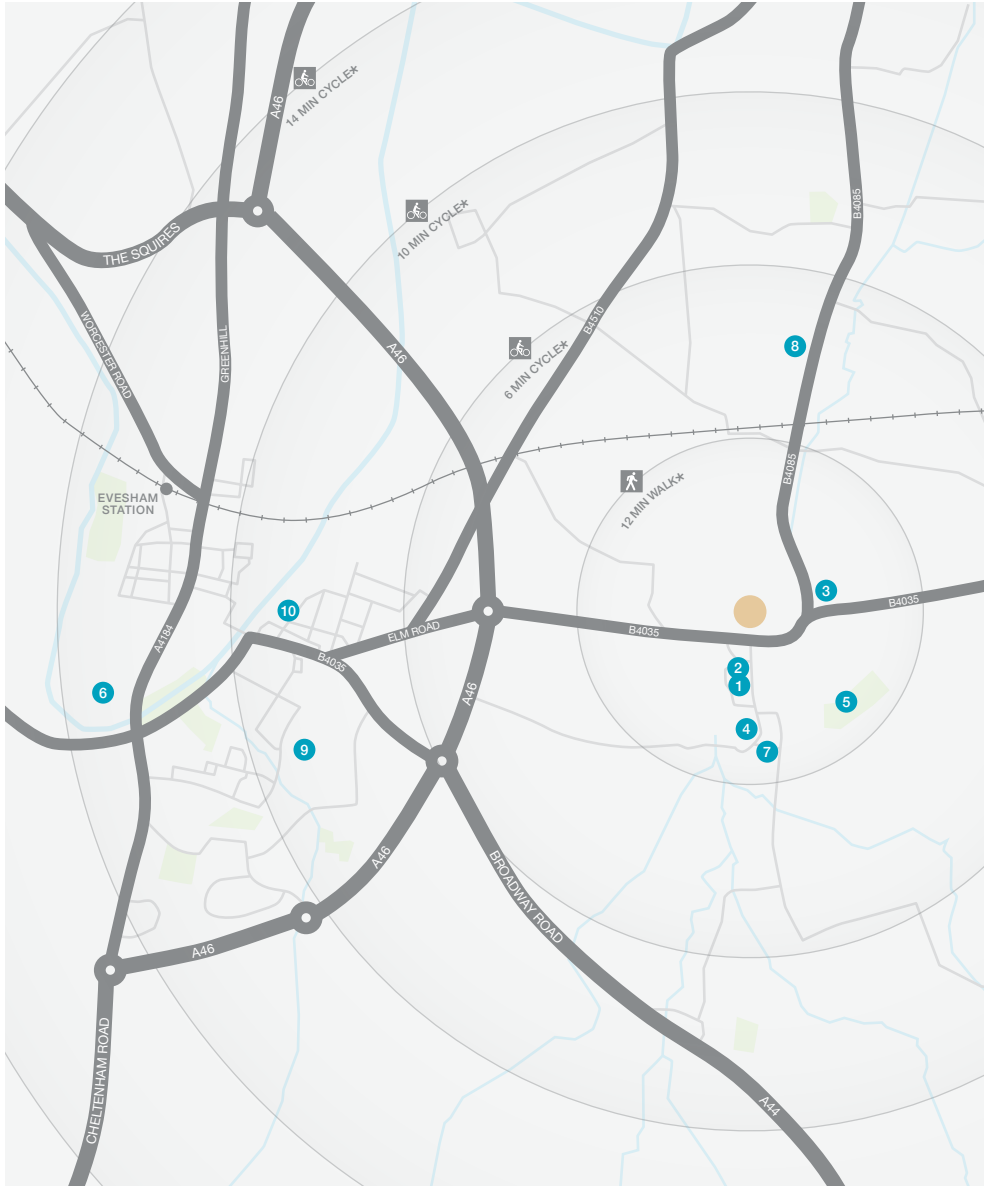 A46
14 MIN CYCLE*
B4085
10 MIN CYCLE*
THE SQUIRES
B4510
WORCESTER ROAD
GREENHILL
A46
8
6 MIN CYCLE*
B4085
12 MIN WALK*
EVESHAM
STATION
3
B4035
10
ELM ROAD
B4035
A4184
B4035
2
1
6
A46
5
4
9
7
A46
BROADWAY ROAD
A46
CHELTENHAM ROAD
A44